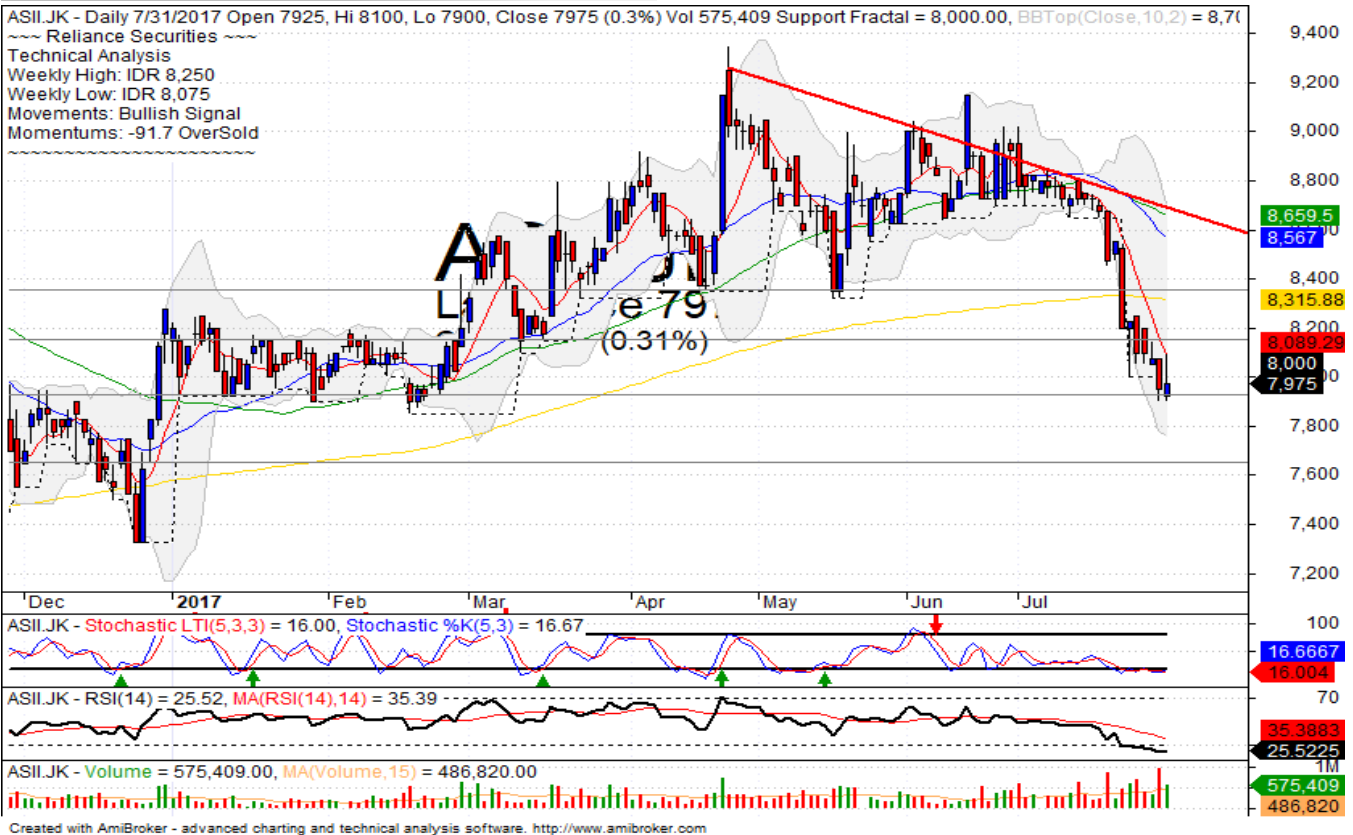 ASII.JK - Daily 7/31/2017 Open 7925, Hi 8100, Lo 7900, Close 7975 (0.3%) Vol 575,409 Support Fractal = 8,000.00, BBTop(Close,10,2) = 8,7
~~~ Reliance Securities ~~~
Technical Analysis
Weekly High: IDR 8,250
Weekly Low: IDR 8,075
Movements: Bullish Signal
Momentums: -91.7 OverSold
~~~~~~~~~~~~~~~~~~~~~~
(0.31%)
9,400
9,200
9,000
8,800
8,659.5
8,567
8,400
8,315.88
8,200
8,089.29
8,000
7,975
7,800
7,600
7,400
7,200
Dec 2017 Feb Mar Apr May Jun Jul
ASII.JK - Stochastic LTI(5,3,3) = 16.00, Stochastic %K(5,3) = 16.67
100
16.6667
16.004
ASII.JK - RSI(14) = 25.52, MA(RSI(14),14) = 35.39
70
35.3883
25.5225
ASII.JK - Volume = 575,409.00, MA(Volume,15) = 486,820.00
1M
575,409
486,820
Created with AmiBroker - advanced charting and technical analysis software. http://www.amibroker.com